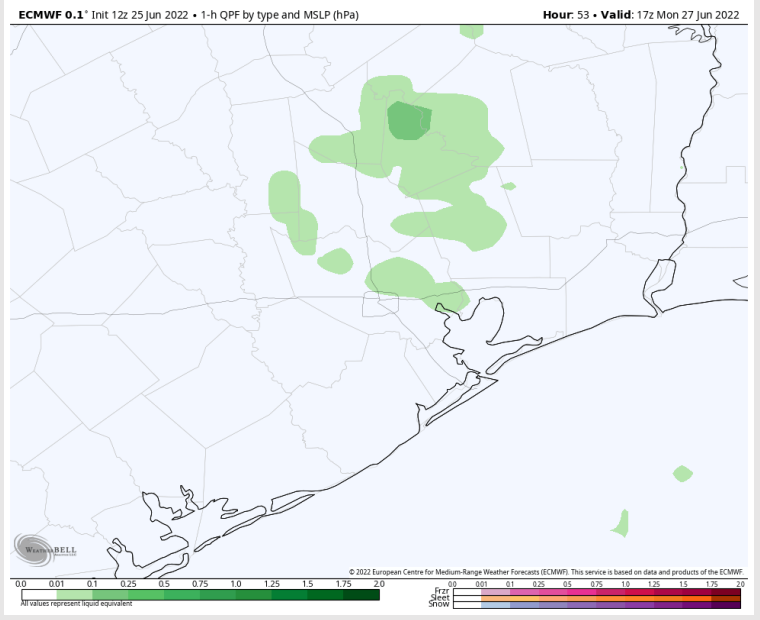 ECMWF 0.1° Init 12z 25 Jun 2022 • 1-h QPF by type and MSLP (hPa) Hour: 53 • Valid: 17z Mon 27 Jun 2022
WEATHERBELL
© 2022 European Centre for Medium-Range Weather Forecasts (ECMWF). This service is based on data and products of the ECMWF.
0.0 0.01 0.1 0.25 0.5 0.75 1.0 1.25 1.5 1.75 2.0
All values represent liquid equivalent
0.0 0.01 0.1 0.25 0.5 0.75 1.0 1.25 1.5 1.75 2.0
Frzr
Sleet
Snow